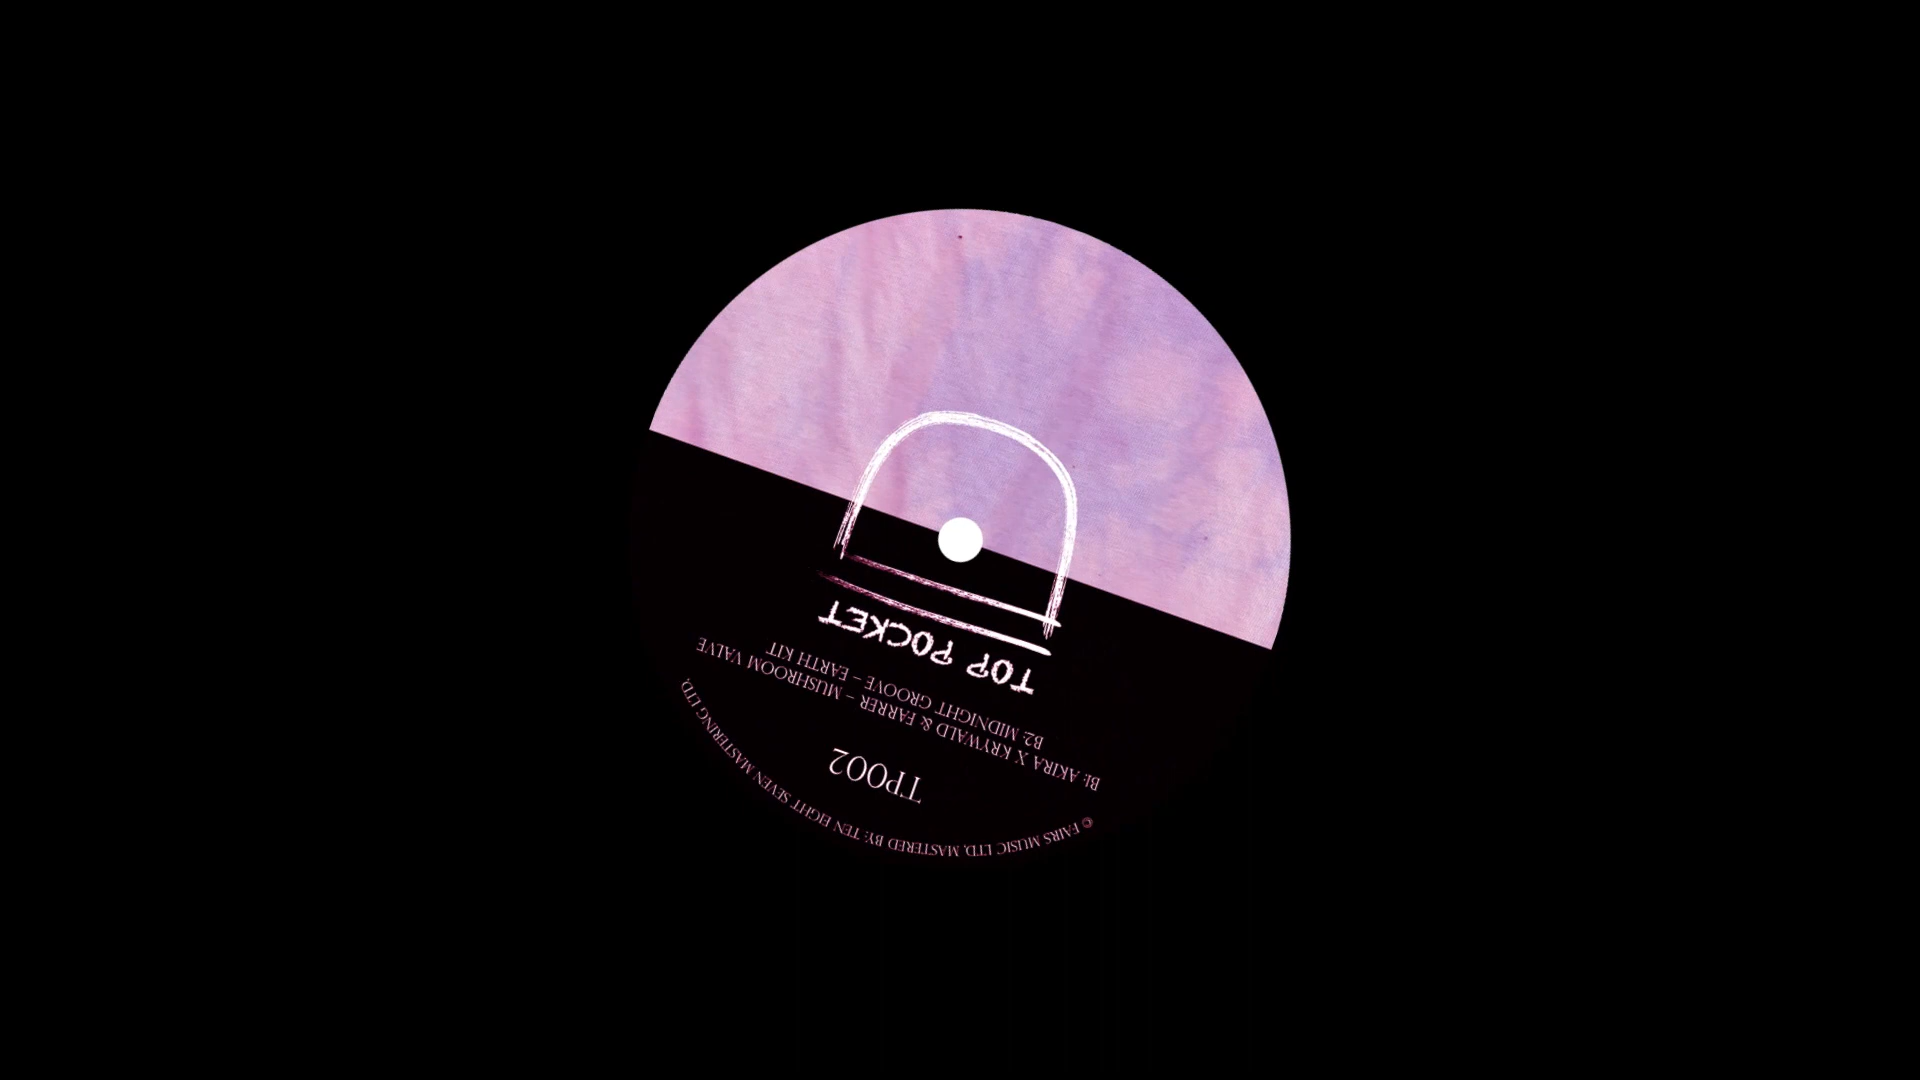 © FAIRS MUSIC LTD. MASTERED BY: TEN EIGHT SEVEN MASTERING LTD.
TP002
B1: AKIRA X KRYWALD & FARRER – MUSHROOM VALVE
B2: MIDNIGHT GROOVE – EARTH KIT
TOP POCKET